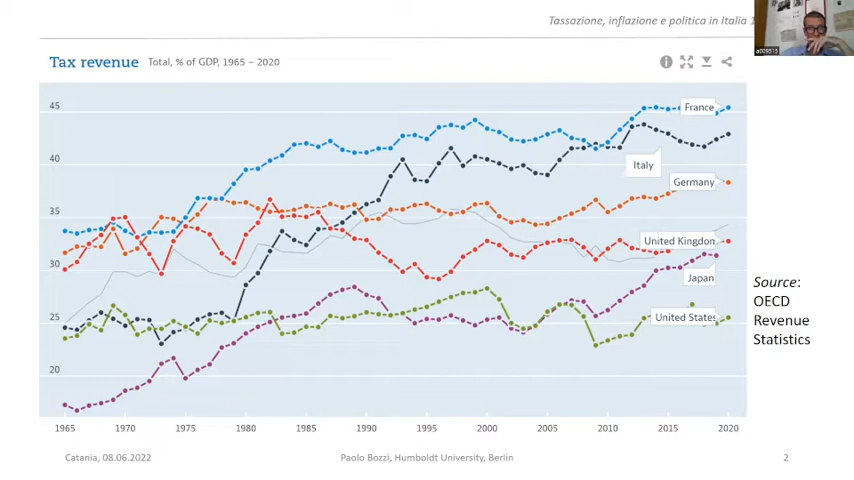 Tassazione, inflazione e politica in Italia 1
a009313
Tax revenue Total, % of GDP, 1965 – 2020
45
40
35
30
25
20
France
Italy
Germany
United Kingdom
Japan
United States
Source:
OECD
Revenue
Statistics
1965 1970 1975 1980 1985 1990 1995 2000 2005 2010 2015 2020
Catania, 08.06.2022 Paolo Bozzi, Humboldt University, Berlin 2